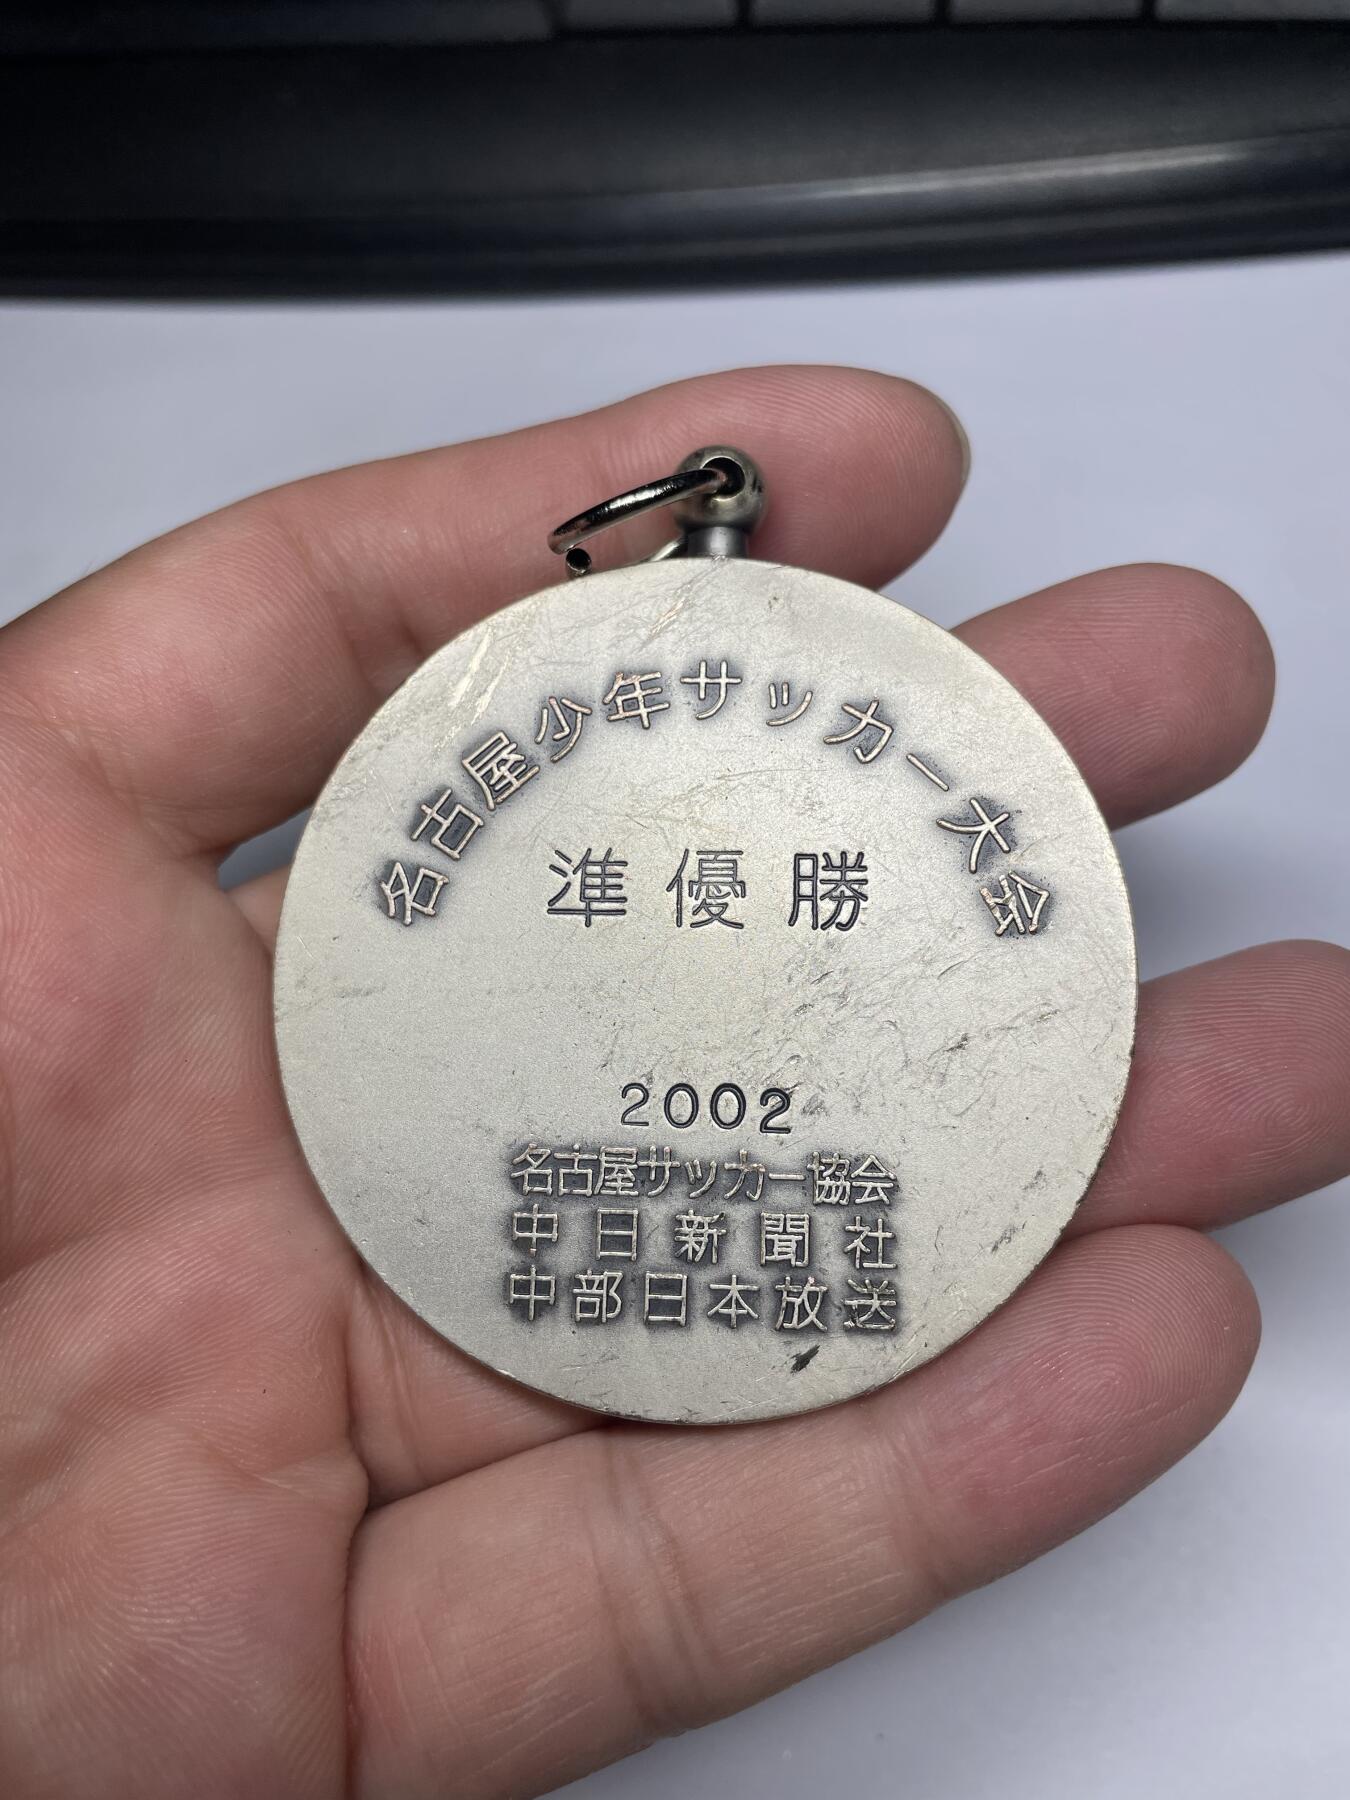 名古屋少年サッカー大会
準優勝
2002
名古屋サッカー協会
中日新聞社
中部日本放送